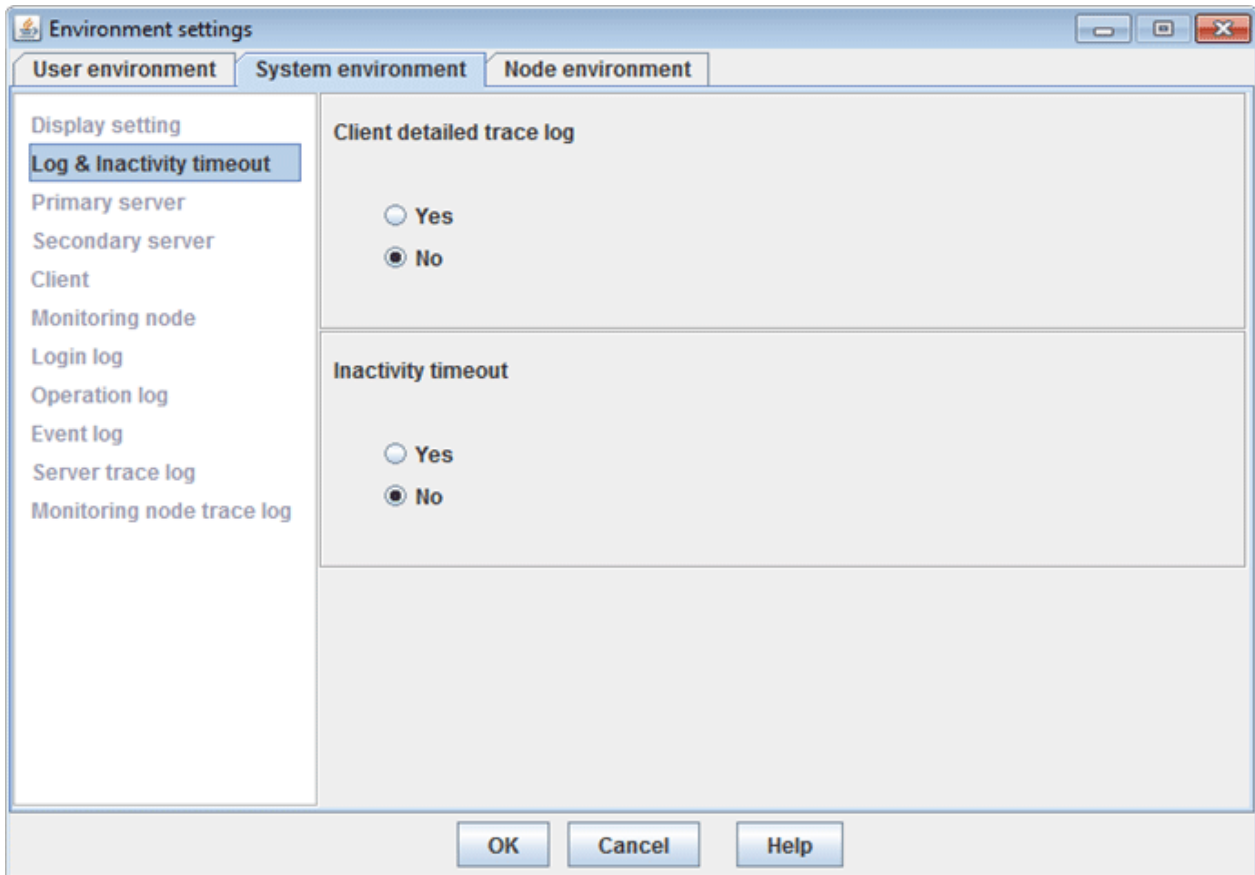 Environment settings
User environment
System environment
Node environment
Display setting
Log & Inactivity timeout
Primary server
Secondary server
Client
Monitoring node
Login log
Operation log
Event log
Server trace log
Monitoring node trace log
Client detailed trace log
Yes
No
Inactivity timeout
Yes
No
OK
Cancel
Help